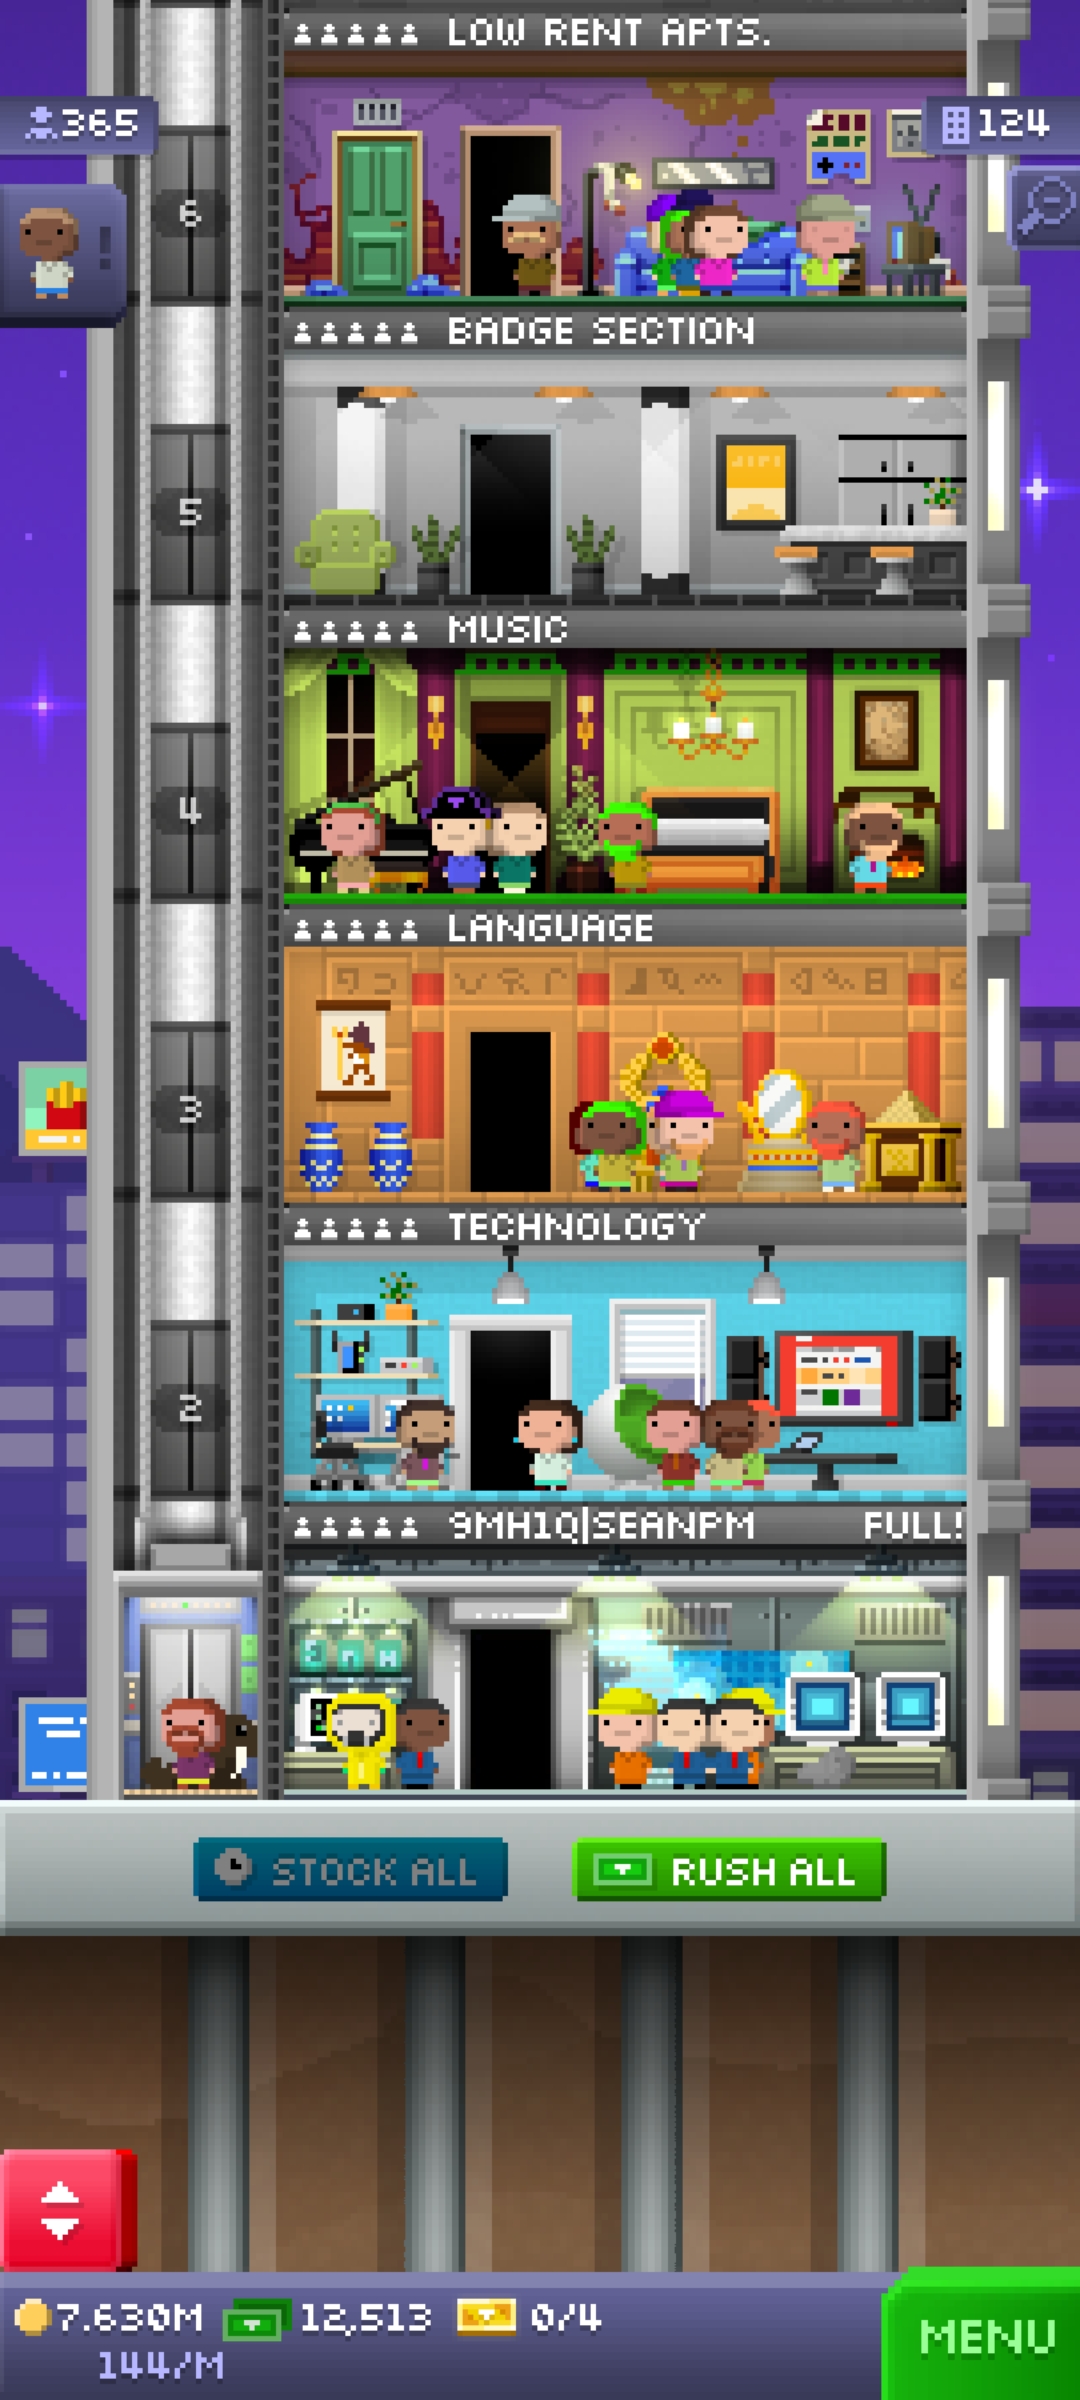 LOW RENT APTS.
365
124
6
BADGE SECTION
5
MUSIC
4
LANGUAGE
3
TECHNOLOGY
2
9MH1Q|SEANPM FULL!
STOCK ALL
RUSH ALL
7.630M 12,513 0/4
144/M
MENU